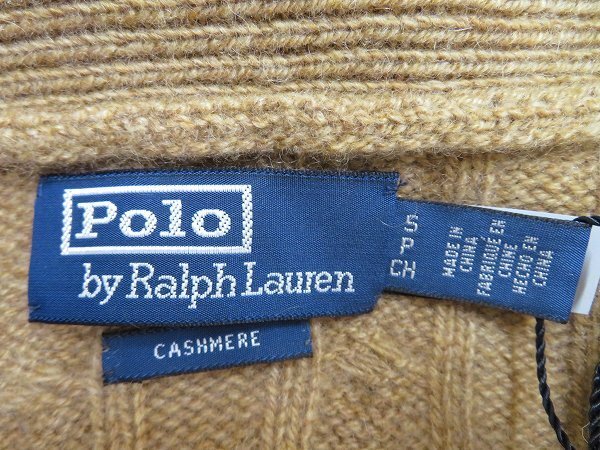 Polo
by Ralph Lauren
CASHMERE
S
P
CH
MADE IN
CHINA
FABRIQUÉ EN
CHINE
HECHO EN
CHINA